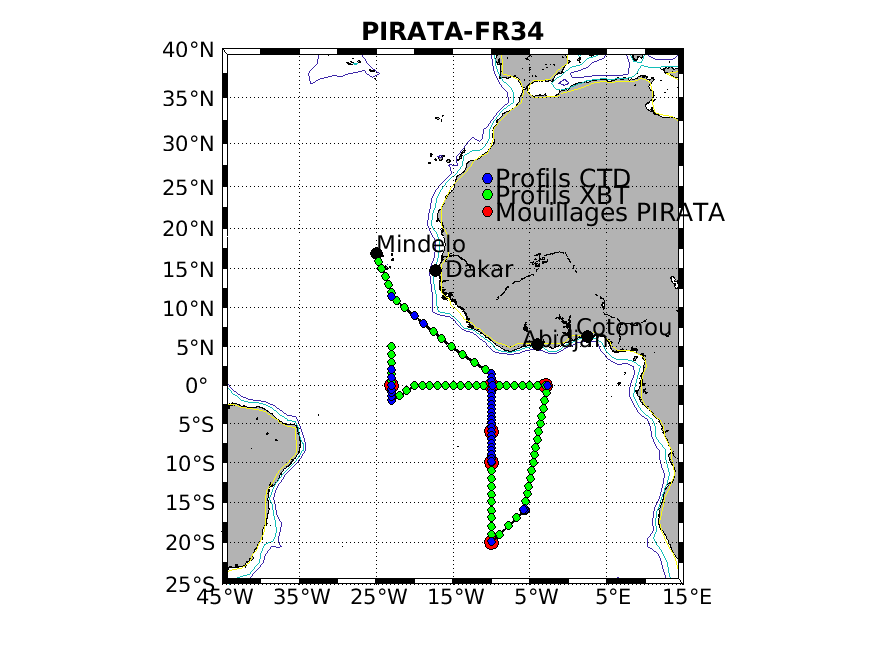 PIRATA-FR34
40°N
35°N
30°N
25°N
20°N
15°N
10°N
5°N
0°
5°S
10°S
15°S
20°S
25°S
Profils CTD
Profils XBT
Mouillages PIRATA
Mindelo
Dakar
Cotonou
Abidjan
45°W
35°W
25°W
15°W
5°W
5°E
15°E